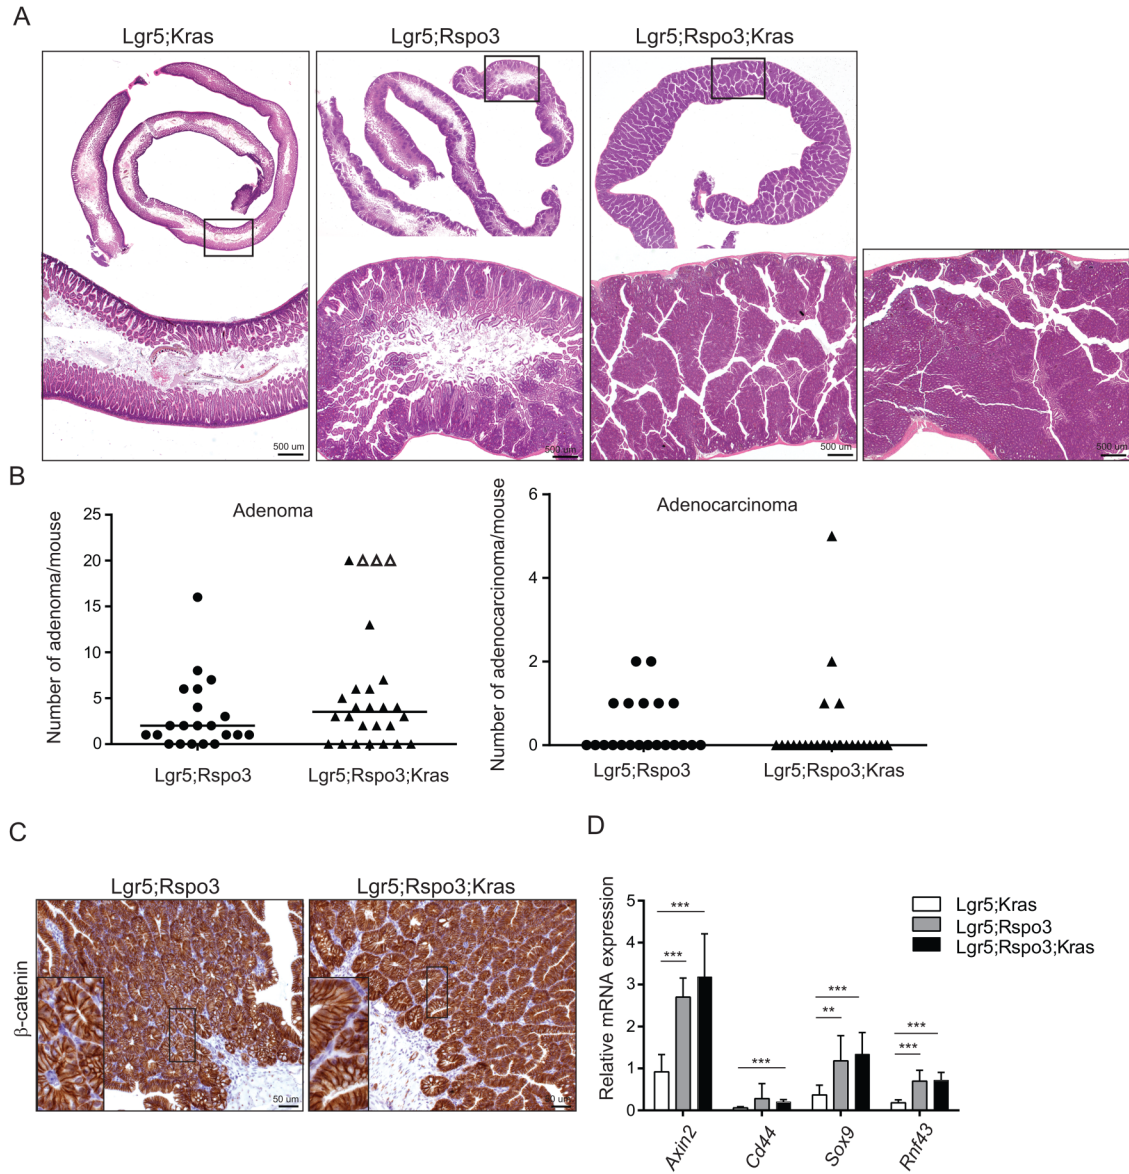 A
Lgr5;Kras
Lgr5;Rspo3
Lgr5;Rspo3;Kras
500 um
500 um
500 um
500 um
B
Number of adenoma/mouse
25
20
15
10
5
0
Adenoma
Lgr5;Rspo3
Lgr5;Rspo3;Kras
Number of adenocarcinoma/mouse
6
4
2
0
Adenocarcinoma
Lgr5;Rspo3
Lgr5;Rspo3;Kras
C
Lgr5;Rspo3
Lgr5;Rspo3;Kras
β-catenin
50 um
D
Relative mRNA expression
5
4
3
2
1
0
***
***
***
***
**
***
***
Lgr5;Kras
Lgr5;Rspo3
Lgr5;Rspo3;Kras
Axin2
Cd44
Sox9
Rnf43